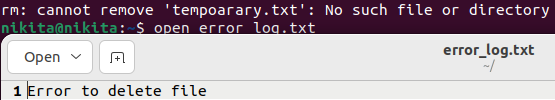 rm: cannot remove 'tempoarary.txt': No such file or directory
nikita@nikita:~$ open error_log.txt
Open
error_log.txt
~/
1 Error to delete file